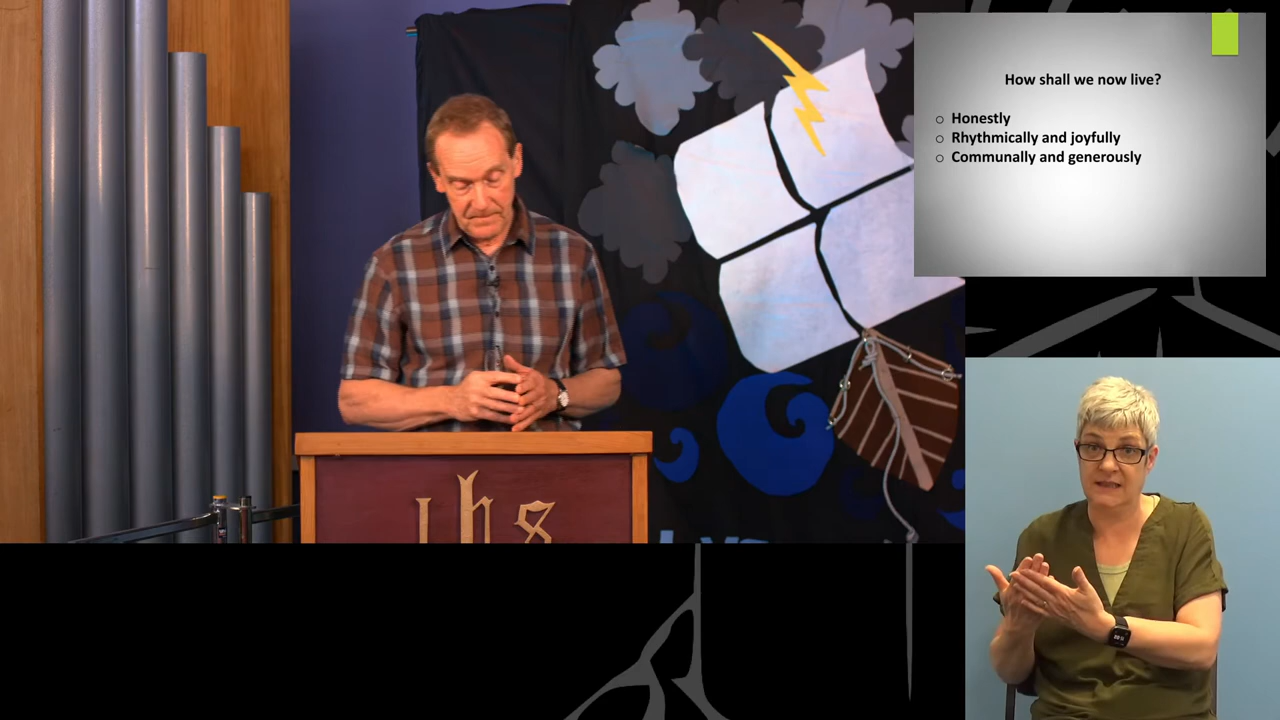 How shall we now live?
Honestly
Rhythmically and joyfully
Communally and generously
ihs